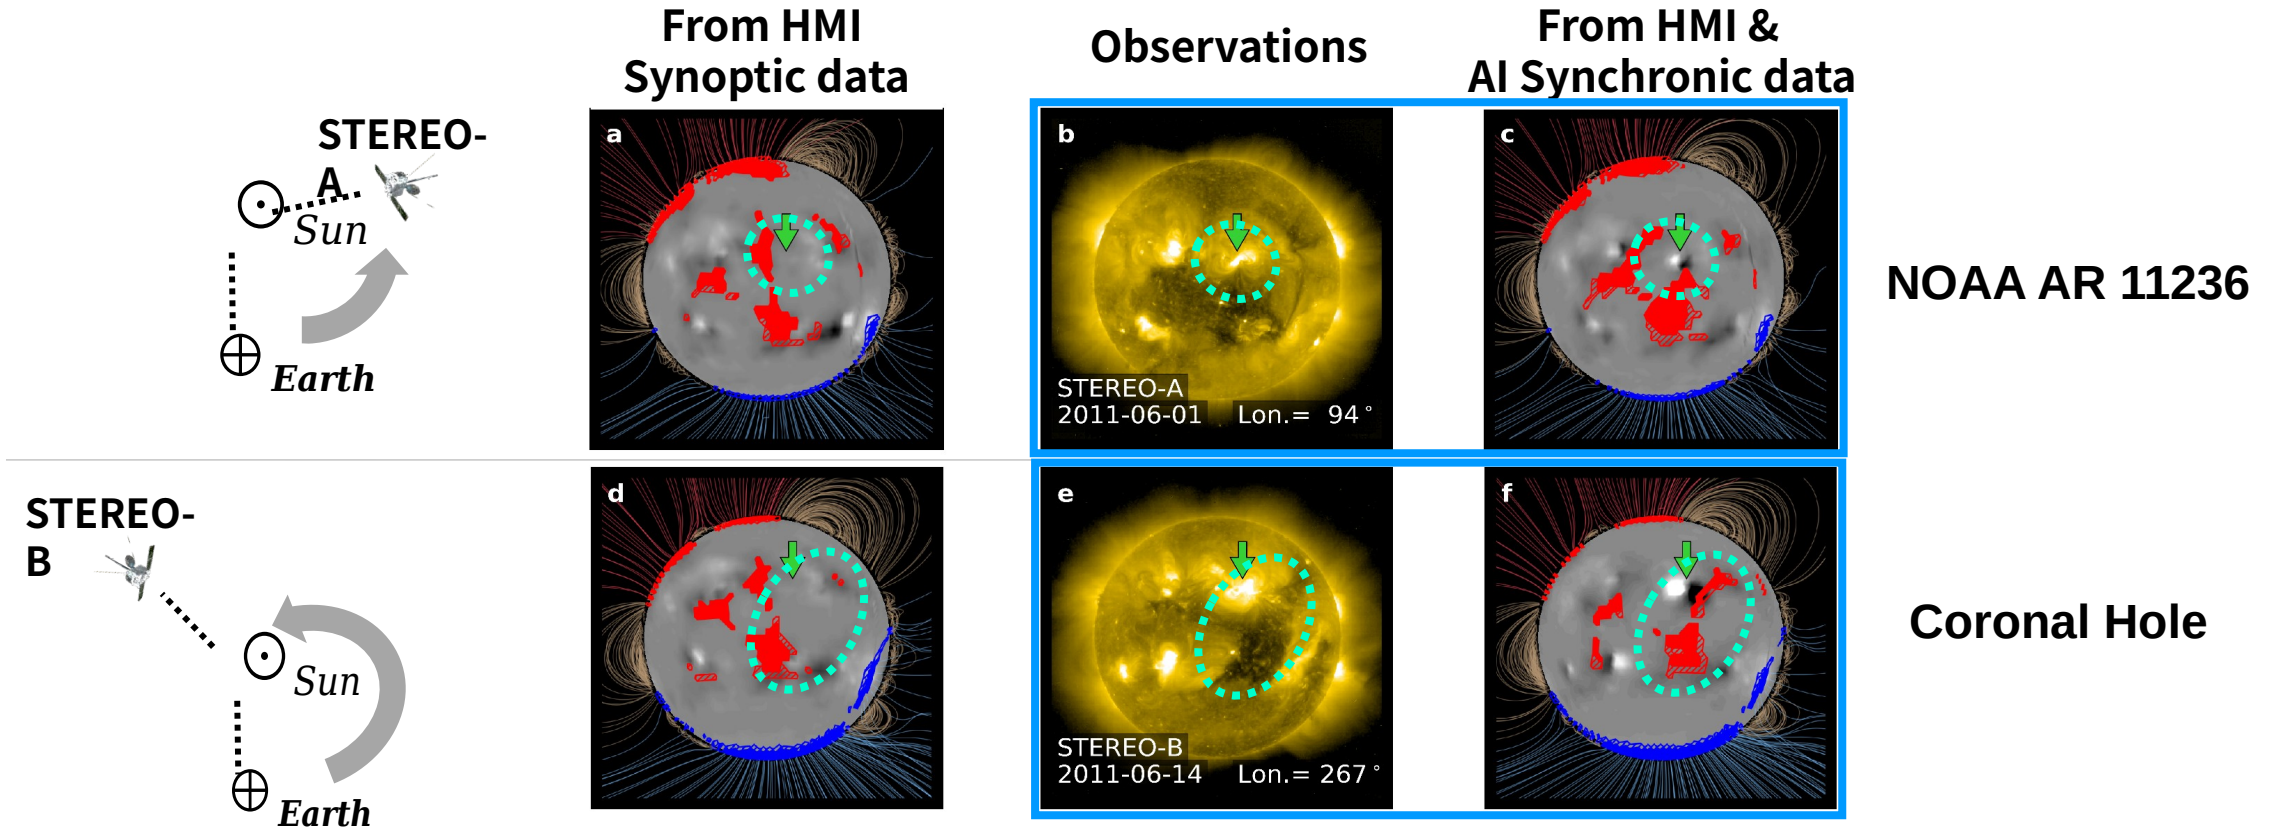 From HMI
Synoptic data
Observations
From HMI &
AI Synchronic data
STEREO-
A
Sun
Earth
a
b
STEREO-A
2011-06-01 Lon.= 94°
c
NOAA AR 11236
STEREO-
B
Sun
Earth
d
e
STEREO-B
2011-06-14 Lon.= 267°
f
Coronal Hole